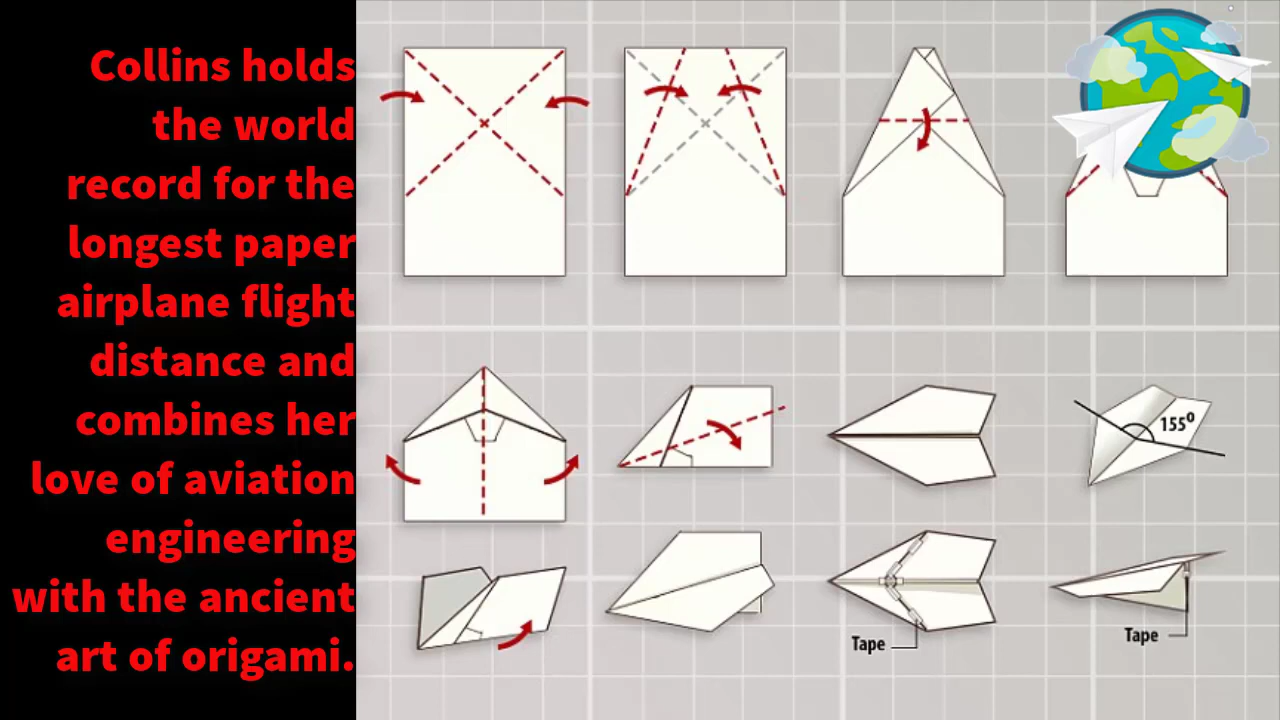 Collins holds
the world
record for the
longest paper
airplane flight
distance and
combines her
love of aviation
engineering
with the ancient
art of origami.
155º
Tape
Tape